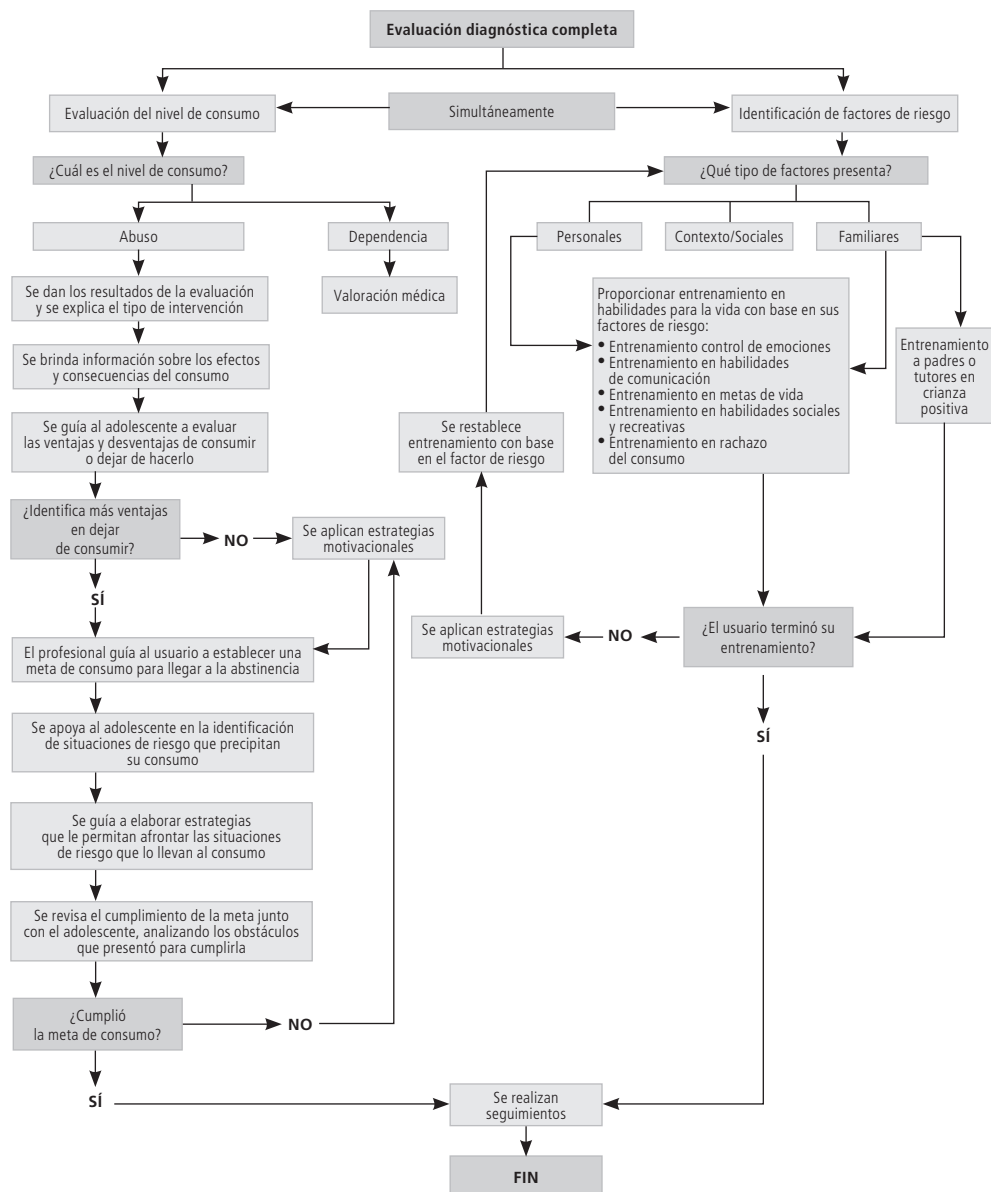 Evaluación diagnóstica completa
Evaluación del nivel de consumo
Simultáneamente
Identificación de factores de riesgo
¿Cuál es el nivel de consumo?
¿Qué tipo de factores presenta?
Abuso
Dependencia
Personales
Contexto/Sociales
Familiares
Se dan los resultados de la evaluación
y se explica el tipo de intervención
Valoración médica
Proporcionar entrenamiento en
habilidades para la vida con base en sus
factores de riesgo:
• Entrenamiento control de emociones
• Entrenamiento en habilidades
de comunicación
• Entrenamiento en metas de vida
• Entrenamiento en habilidades sociales
y recreativas
• Entrenamiento en rachazo
del consumo
Entrenamiento
a padres o
tutores en
crianza
positiva
Se brinda información sobre los efectos
y consecuencias del consumo
Se guía al adolescente a evaluar
las ventajas y desventajas de consumir
o dejar de hacerlo
Se restablece
entrenamiento con base
en el factor de riesgo
¿Identifica más ventajas
en dejar
de consumir?
NO
Se aplican estrategias
motivacionales
SÍ
Se aplican estrategias
motivacionales
NO
¿El usuario terminó su
entrenamiento?
El profesional guía al usuario a establecer una
meta de consumo para llegar a la abstinencia
Se apoya al adolescente en la identificación
de situaciones de riesgo que precipitan
su consumo
SÍ
Se guía a elaborar estrategias
que le permitan afrontar las situaciones
de riesgo que lo llevan al consumo
Se revisa el cumplimiento de la meta junto
con el adolescente, analizando los obstáculos
que presentó para cumplirla
¿Cumplió
la meta de consumo?
NO
SÍ
Se realizan
seguimientos
FIN